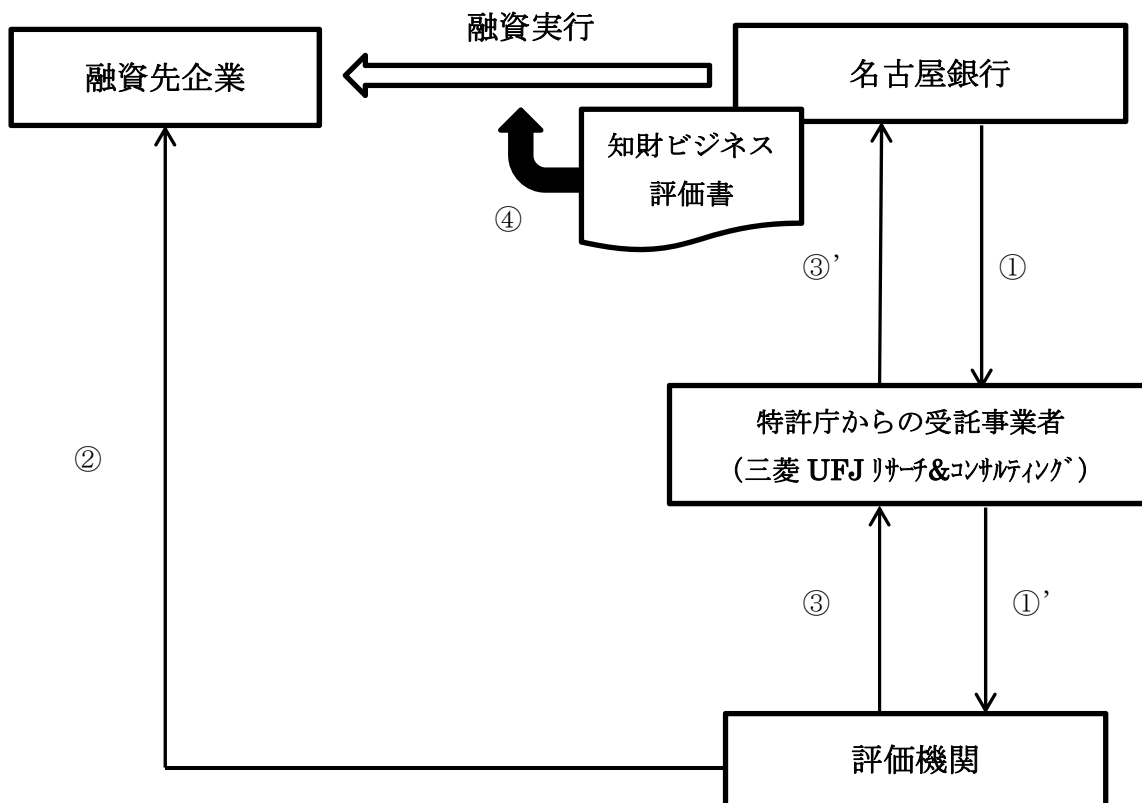 融資実行
融資先企業
名古屋銀行
知財ビジネス
評価書
④
③’
①
特許庁からの受託事業者
（三菱 UFJ ﾘｻｰﾁ&ｺﾝｻﾙﾃｨﾝｸﾞ）
②
③
①’
評価機関